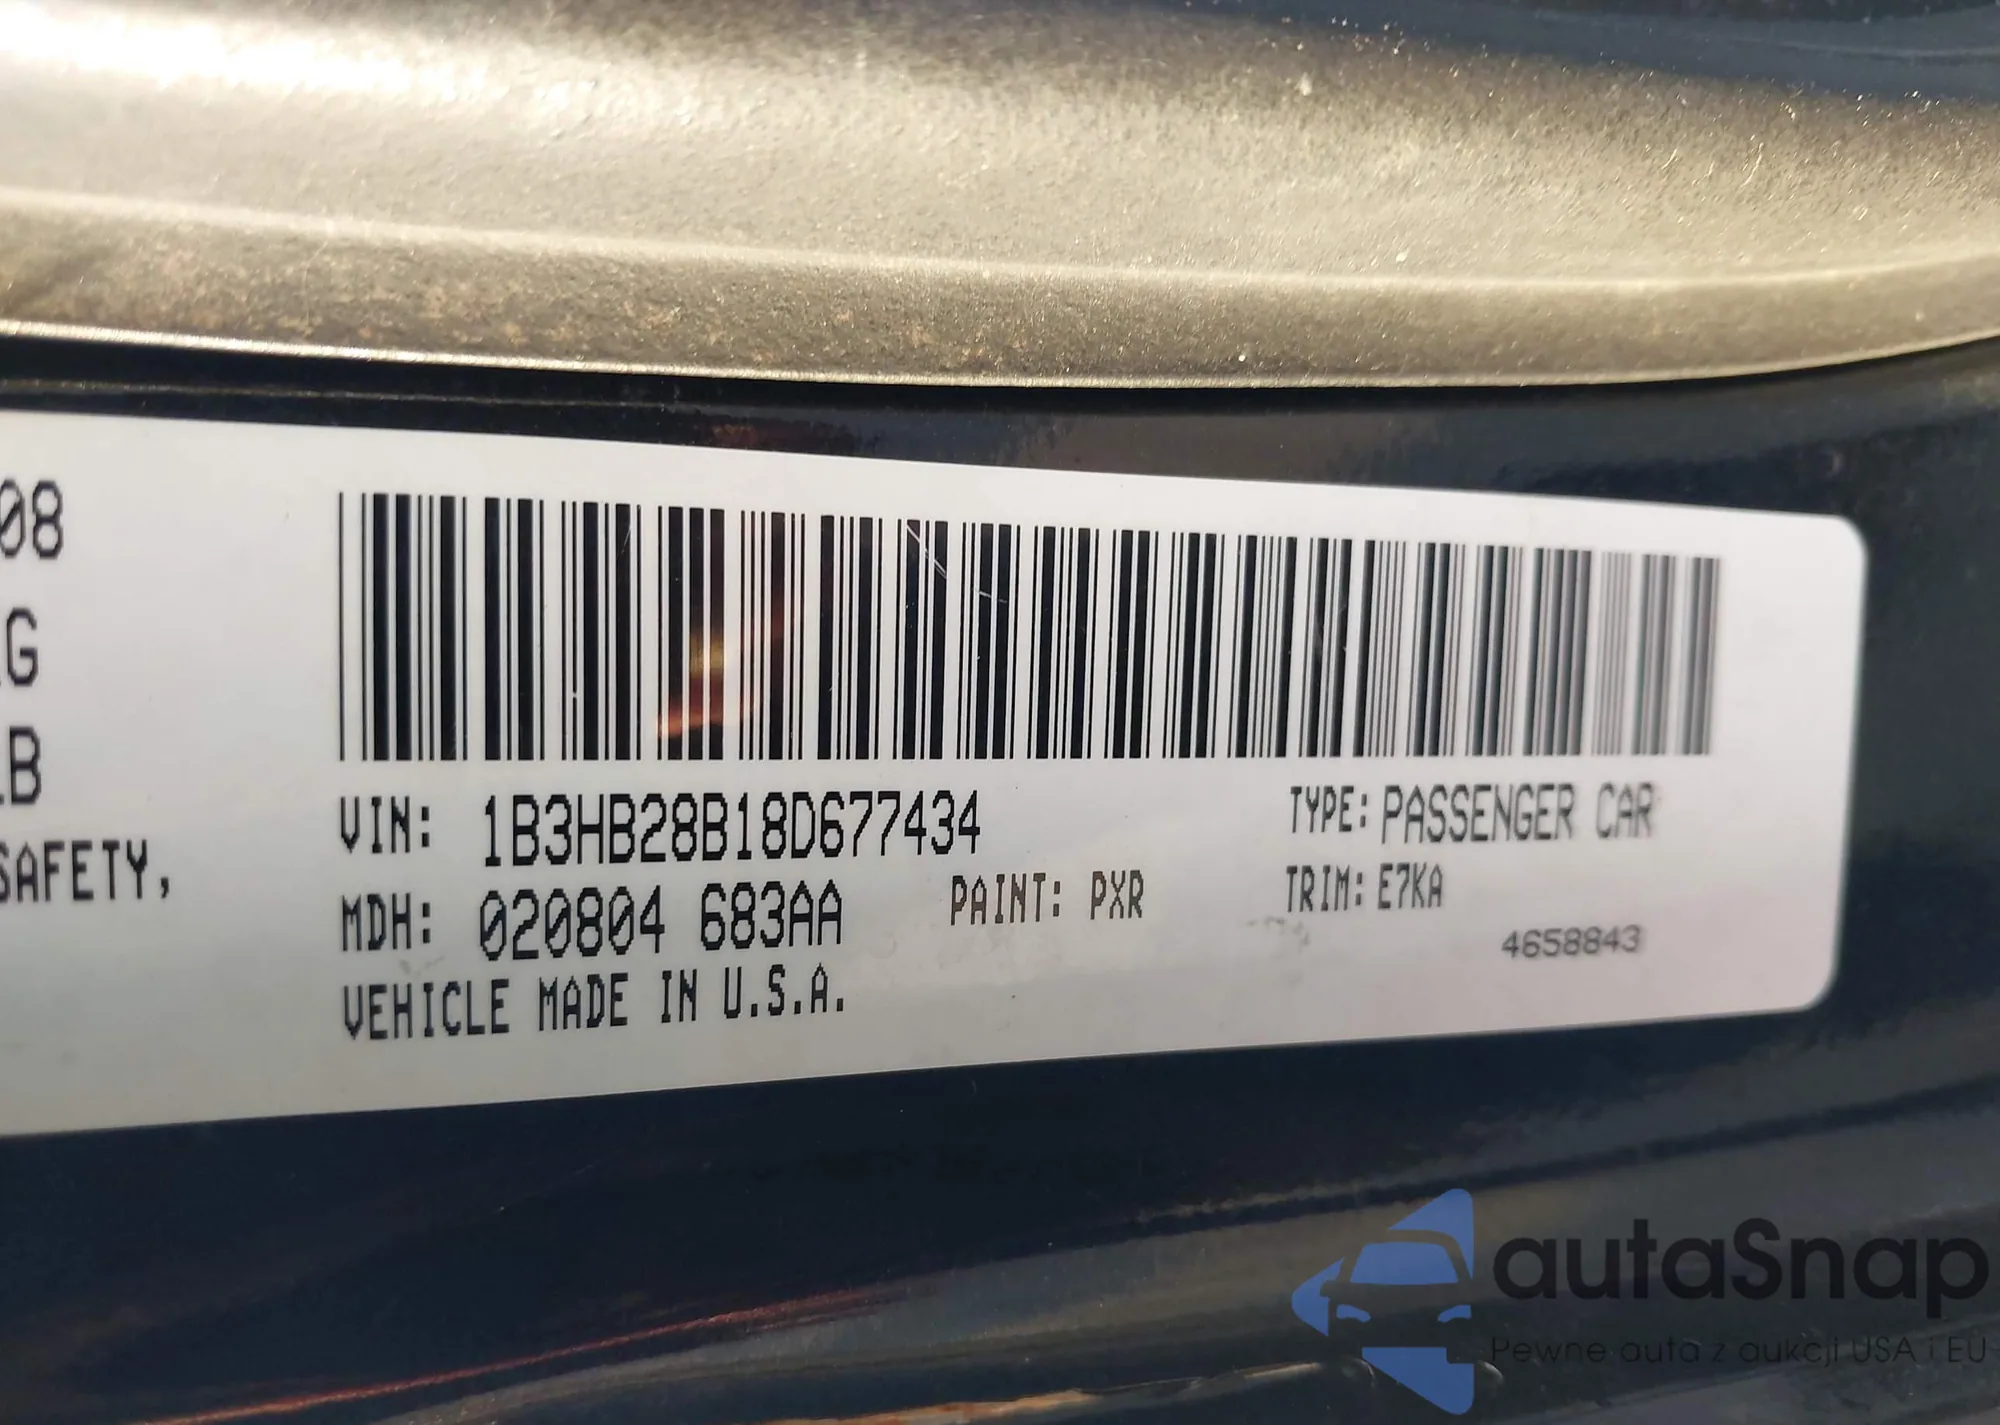 08
G
LB
SAFETY,
VIN: 1B3HB28B18D677434
TYPE: PASSENGER CAR
MDH: 020804 683AA
PAINT: PXR
TRIM: E7KA
4658843
VEHICLE MADE IN U.S.A.
autaSnap
Pewne auta z aukcji USA i EU